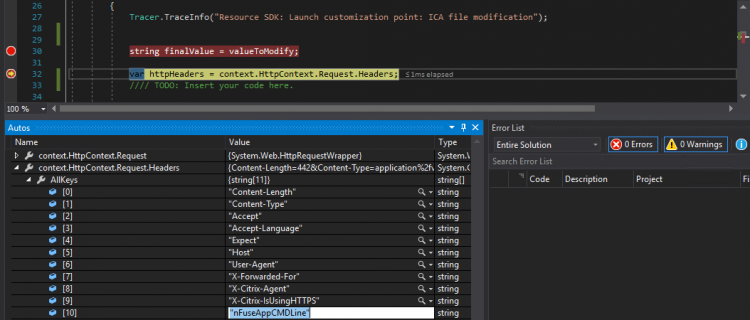 26
{
27
Tracer.TraceInfo("Resource SDK: Launch customization point: ICA file modification");
28
29
30
string finalValue = valueToModify;
31
32
var httpHeaders = context.HttpContext.Request.Headers; ≤1ms elapsed
33
//// TODO: Insert your code here.
34
100 %
Autos
Name Value Type
context.HttpContext.Request {System.Web.HttpRequestWrapper} System.
context.HttpContext.Request.Headers {Content-Length=442&Content-Type=application%2fv System.C
AllKeys {string[11]} string[]
[0] "Content-Length" string
[1] "Content-Type" string
[2] "Accept" string
[3] "Accept-Language" string
[4] "Expect" string
[5] "Host" string
[6] "User-Agent" string
[7] "X-Forwarded-For" string
[8] "X-Citrix-Agent" string
[9] "X-Citrix-IsUsingHTTPS" string
[10] "nFuseAppCMDLine" string
Error List
Entire Solution 0 Errors 0 Warnings
Search Error List
Code Description Project Fi